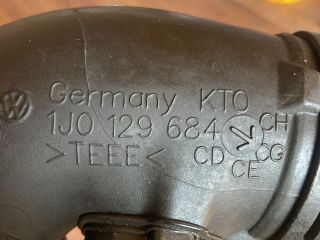 Germany KTO
1J0 129 684 CH
>TEEE< CD CG
CE